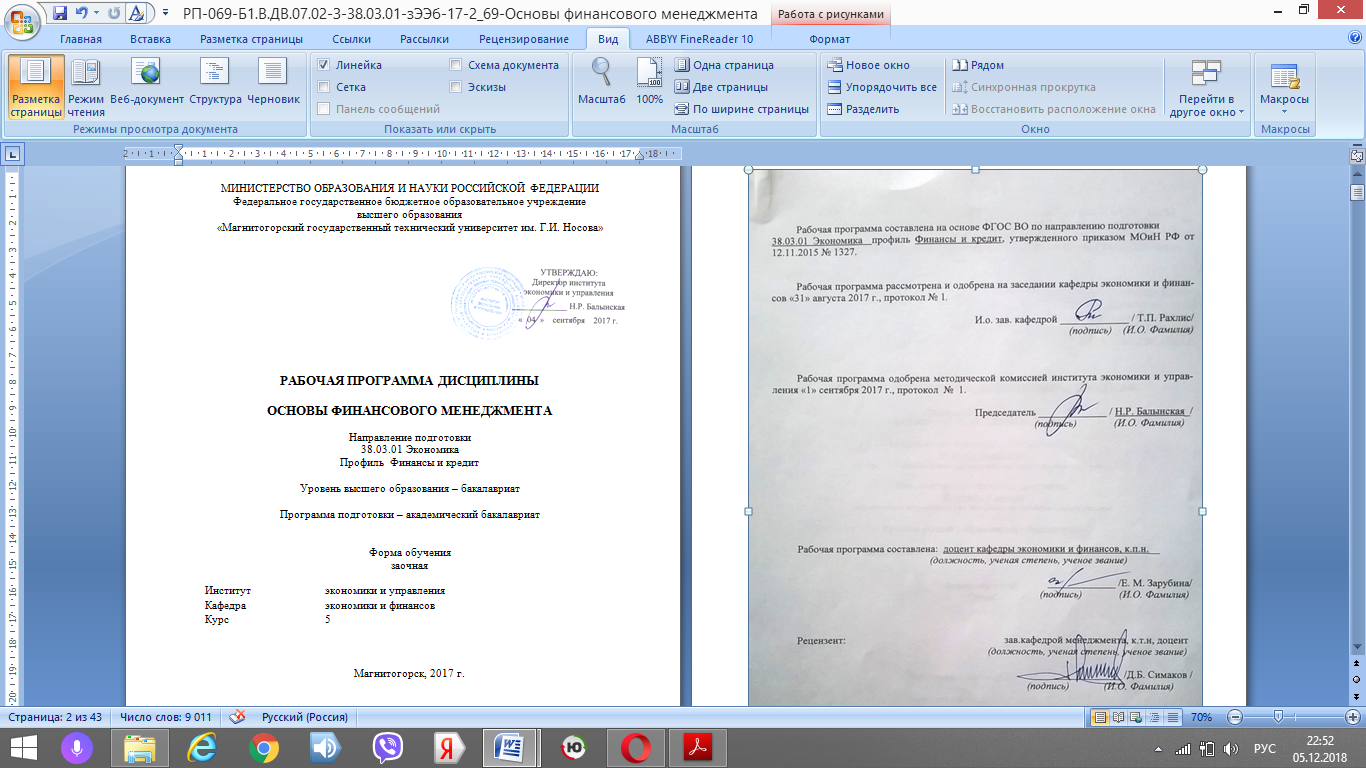 РП-069-Б1.В.ДВ.07.02-З-38.03.01-зЭЭб-17-2_69-Основы финансового менеджмента
Работа с рисунками
Главная Вставка Разметка страницы Ссылки Рассылки Рецензирование Вид ABBYY FineReader 10 Формат
Разметка страницы
Режим чтения
Веб-документ
Структура
Черновик
Режимы просмотра документа
Линейка
Сетка
Панель сообщений
Схема документа
Эскизы
Показать или скрыть
Масштаб
100%
Одна страница
Две страницы
По ширине страницы
Масштаб
Новое окно
Упорядочить все
Разделить
Рядом
Синхронная прокрутка
Восстановить расположение окна
Перейти в другое окно
Окно
Макросы
Макросы
МИНИСТЕРСТВО ОБРАЗОВАНИЯ И НАУКИ РОССИЙСКОЙ ФЕДЕРАЦИИ
Федеральное государственное бюджетное образовательное учреждение
высшего образования
«Магнитогорский государственный технический университет им. Г.И. Носова»
УТВЕРЖДАЮ:
Директор института
экономики и управления
Н.Р. Балынская
« 04 » сентября 2017 г.
РАБОЧАЯ ПРОГРАММА ДИСЦИПЛИНЫ
ОСНОВЫ ФИНАНСОВОГО МЕНЕДЖМЕНТА
Направление подготовки
38.03.01 Экономика
Профиль Финансы и кредит
Уровень высшего образования – бакалавриат
Программа подготовки – академический бакалавриат
Форма обучения
заочная
Институт экономики и управления
Кафедра экономики и финансов
Курс 5
Магнитогорск, 2017 г.
Рабочая программа составлена на основе ФГОС ВО по направлению подготовки
38.03.01 Экономика профиль Финансы и кредит, утвержденного приказом МОиН РФ от
12.11.2015 № 1327.
Рабочая программа рассмотрена и одобрена на заседании кафедры экономики и финан-
сов «31» августа 2017 г., протокол № 1.
И.о. зав. кафедрой ______________ / Т.П. Рахлис/
(подпись) (И.О. Фамилия)
Рабочая программа одобрена методической комиссией института экономики и управ-
ления «1» сентября 2017 г., протокол № 1.
Председатель ______________ / Н.Р. Балынская /
(подпись) (И.О. Фамилия)
Рабочая программа составлена: доцент кафедры экономики и финансов, к.п.н.
(должность, ученая степень, ученое звание)
______________ /Е. М. Зарубина/
(подпись) (И.О. Фамилия)
Рецензент: зав.кафедрой менеджмента, к.т.н, доцент
(должность, ученая степень, ученое звание)
______________ /Д.Б. Симаков /
(подпись) (И.О. Фамилия)
Страница: 2 из 43 Число слов: 9 011 Русский (Россия) 70%
РУС
22:52
05.12.2018